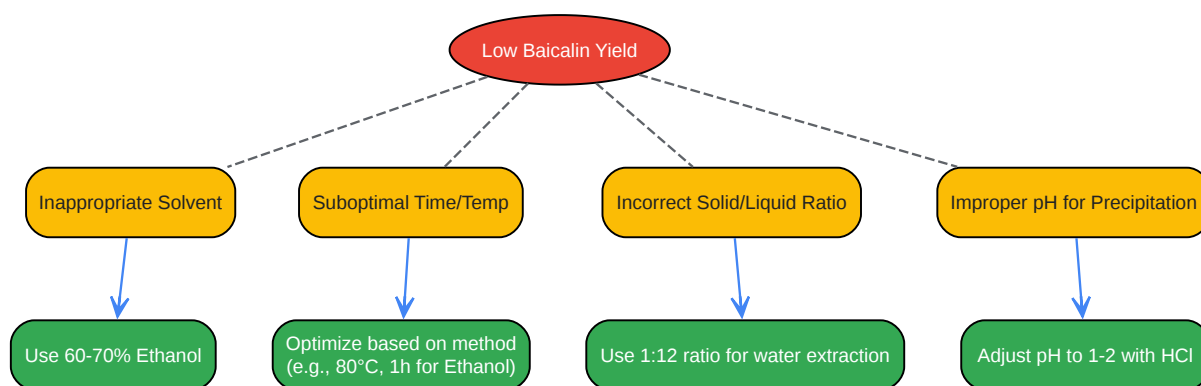 Low Baicalin Yield
Inappropriate Solvent
Suboptimal Time/Temp
Incorrect Solid/Liquid Ratio
Improper pH for Precipitation
Use 60-70% Ethanol
Optimize based on method
(e.g., 80°C, 1h for Ethanol)
Use 1:12 ratio for water extraction
Adjust pH to 1-2 with HCl